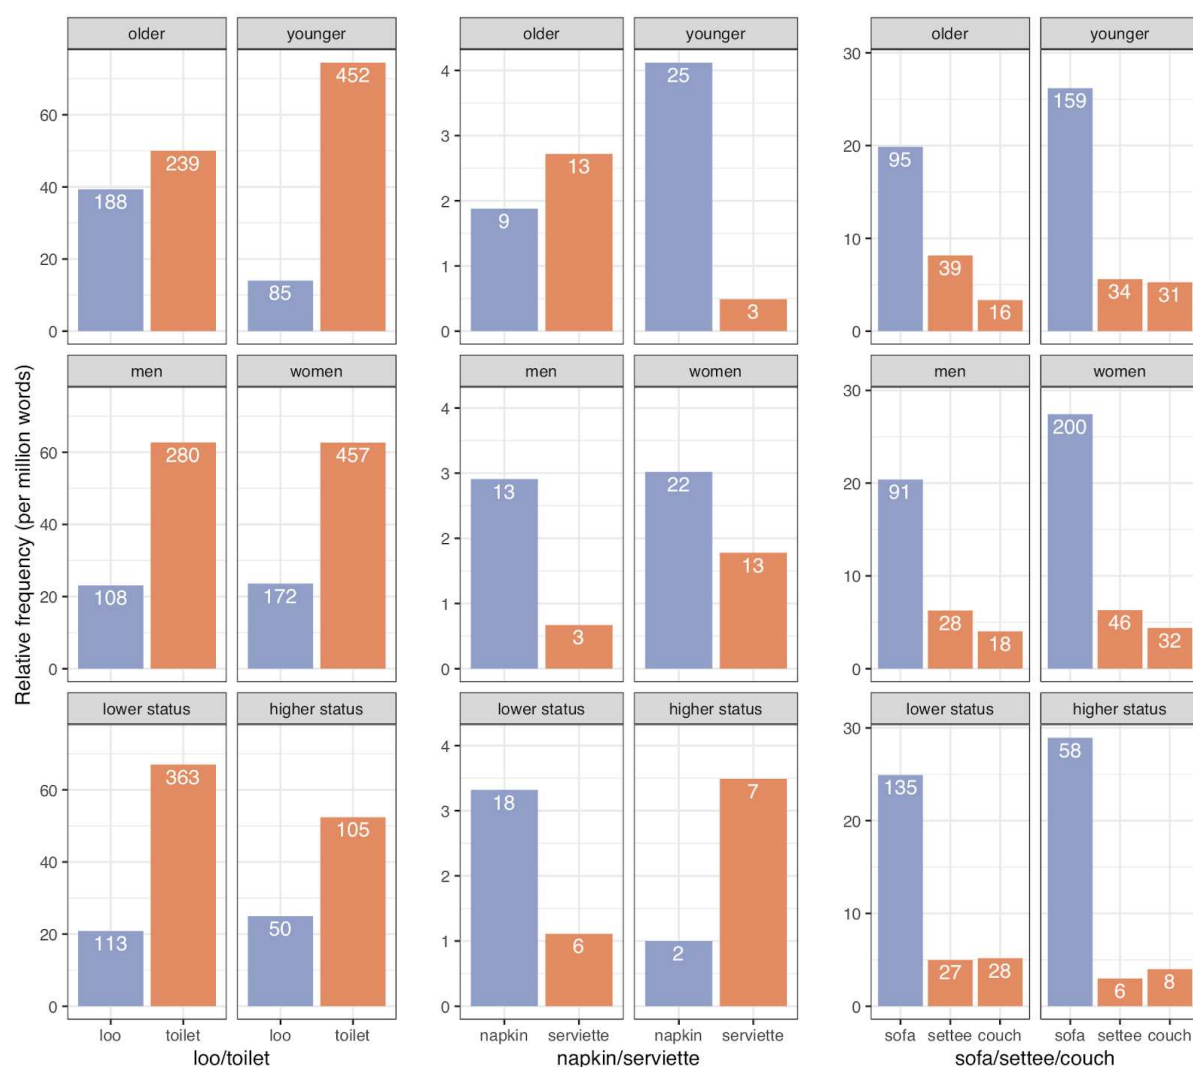 Relative frequency (per million words)
older
younger
60
40
20
0
188
239
85
452
men
women
60
40
20
0
108
280
172
457
lower status
higher status
60
40
20
0
113
363
50
105
loo
toilet
loo
toilet
loo/toilet
older
younger
4
3
2
1
0
9
13
25
3
men
women
4
3
2
1
0
13
3
22
13
lower status
higher status
4
3
2
1
0
18
6
2
7
napkin
serviette
napkin
serviette
napkin/serviette
older
younger
30
20
10
0
95
39
16
159
34
31
men
women
30
20
10
0
91
28
18
200
46
32
lower status
higher status
30
20
10
0
135
27
28
58
6
8
sofa
settee
couch
sofa
settee
couch
sofa/settee/couch